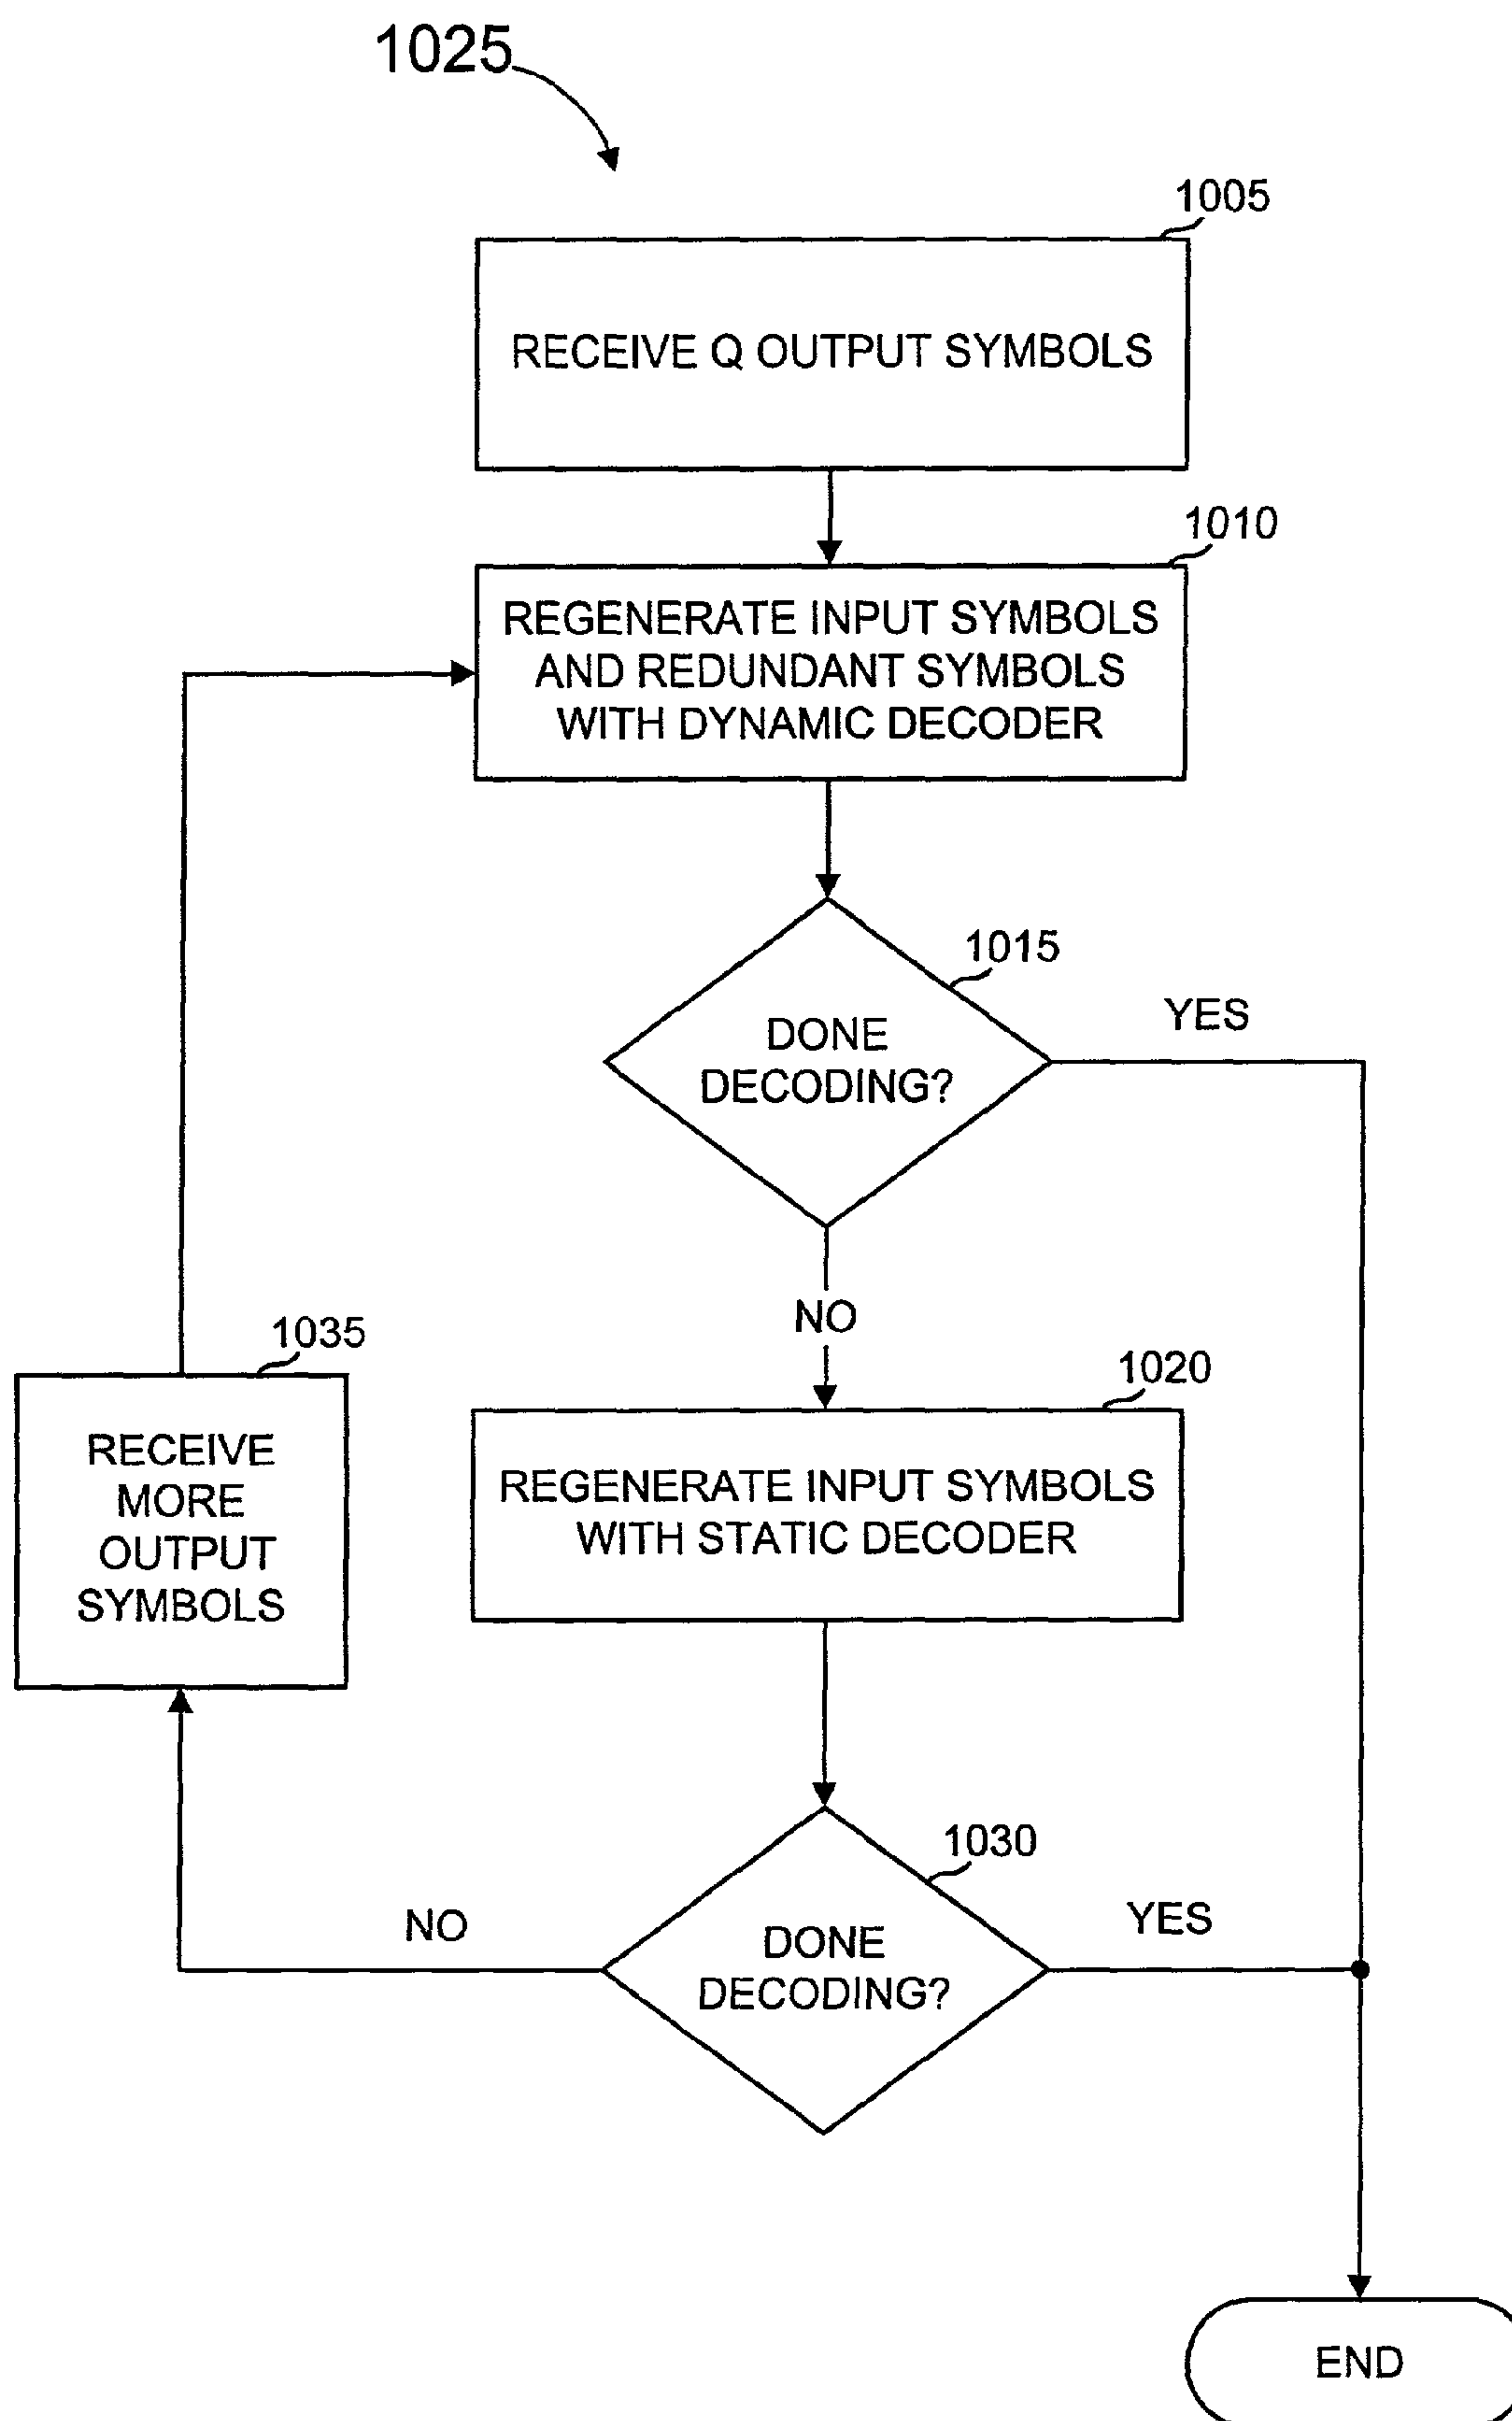 1025
1005
RECEIVE Q OUTPUT SYMBOLS
1010
REGENERATE INPUT SYMBOLS
AND REDUNDANT SYMBOLS
WITH DYNAMIC DECODER
1015
DONE
DECODING?
YES
NO
1035
RECEIVE
MORE
OUTPUT
SYMBOLS
1020
REGENERATE INPUT SYMBOLS
WITH STATIC DECODER
1030
DONE
DECODING?
NO
YES
END